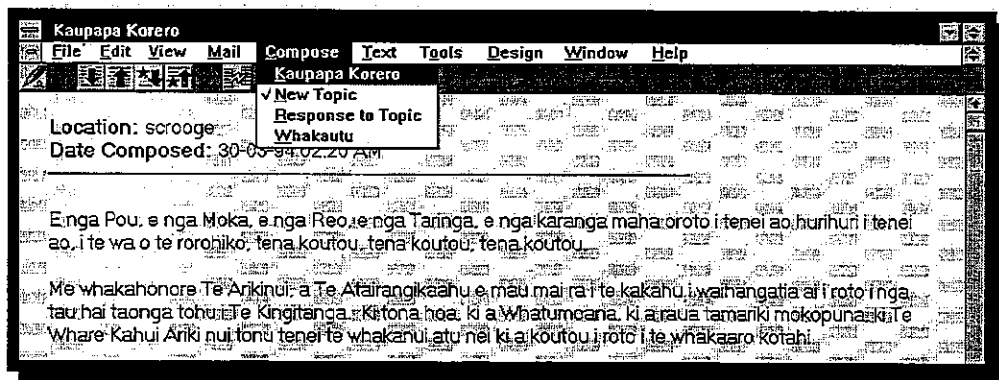 Kaupapa Korero
File Edit View Mail Compose Text Tools Design Window Help
Kaupapa Korero
√ New Topic
Response to Topic
Whakautu
Location: scrooge
Date Composed: 30-05-94 02:20 AM
E nga Pou, e nga Moka, e nga Reo, e nga Taringa, e nga karanga maha oroto i tenei ao hurihuri i tenei
ao, i te wa o te rorohiko, tena koutou, tena koutou, tena koutou.
Me whakahonore Te Arikinui, a Te Atairangikaahu e mau mai ra i te kakahu i waihangatia ai i roto i nga
tau hai taonga tohu i Te Kingitanga. Ki tona hoa, ki a Whatumoana, ki a raua tamariki mokopuna, ki Te
Whare Kahui Ariki nui tonu tenei te whakanui atu nei ki a koutou i roto i te whakaaro kotahi.